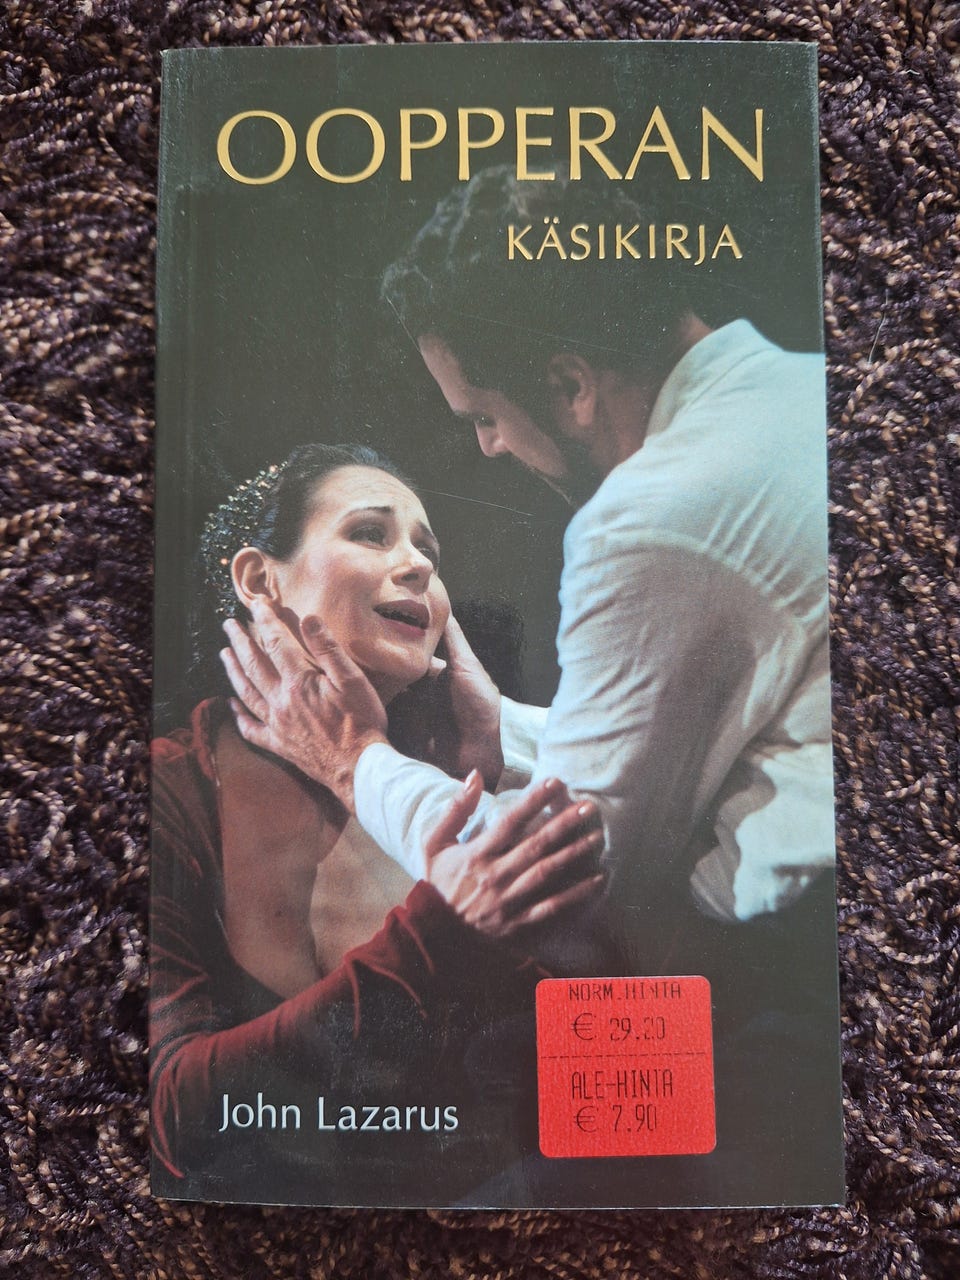 OOPPERAN
KÄSIKIRJA
NORM.HINTA
€ 29.20
ALE-HINTA
€ 7.90
John Lazarus